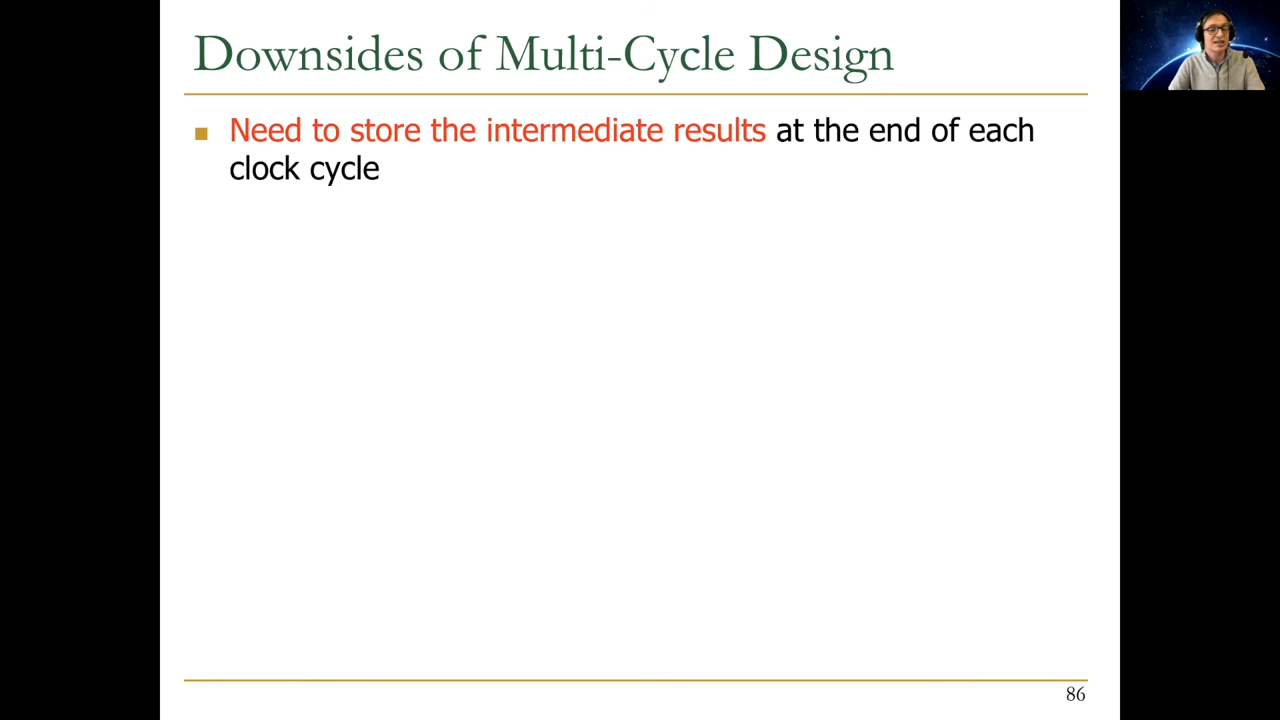 Downsides of Multi-Cycle Design
Need to store the intermediate results at the end of each
clock cycle
86